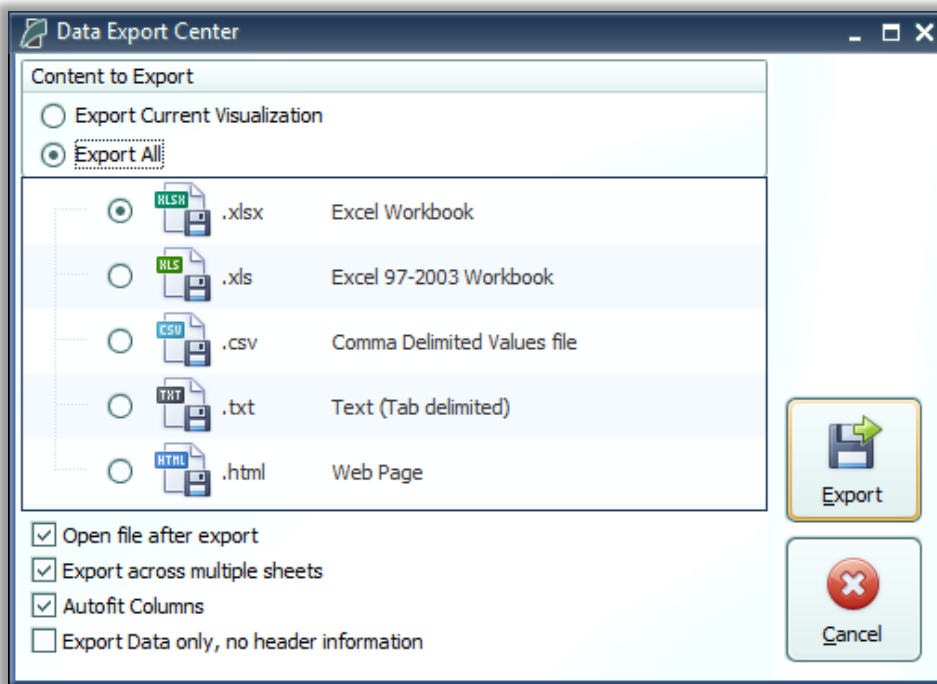 Data Export Center
Content to Export
Export Current Visualization
Export All
XLSX .xlsx Excel Workbook
XLS .xls Excel 97-2003 Workbook
CSV .csv Comma Delimited Values file
TXT .txt Text (Tab delimited)
HTML .html Web Page
Export
Open file after export
Export across multiple sheets
Autofit Columns
Cancel
Export Data only, no header information